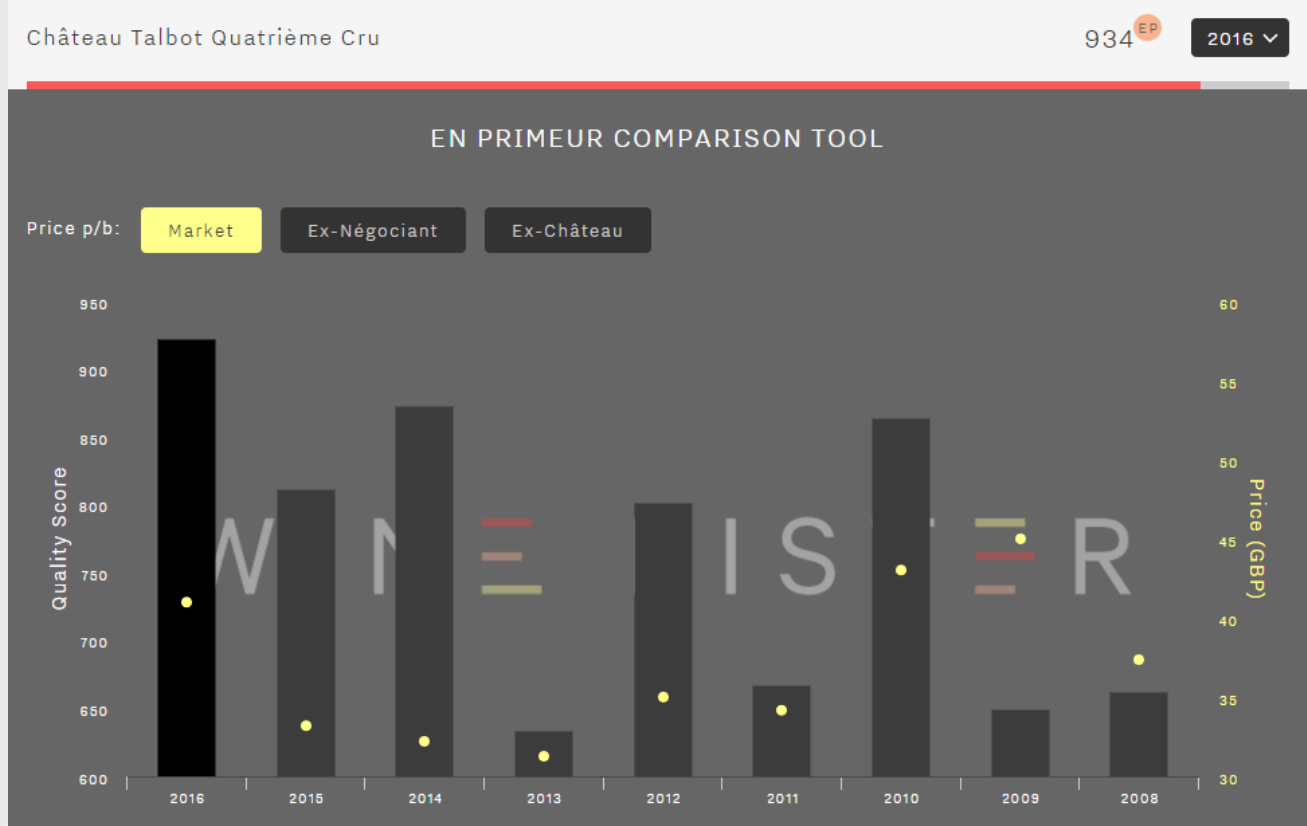 Château Talbot Quatrième Cru
934 EP 2016
EN PRIMEUR COMPARISON TOOL
Price p/b: Market Ex-Négociant Ex-Château
Quality Score
950
900
850
800
750
700
650
600
WINE LISTER
60
55
50
45
40
35
30
Price (GBP)
2016 2015 2014 2013 2012 2011 2010 2009 2008